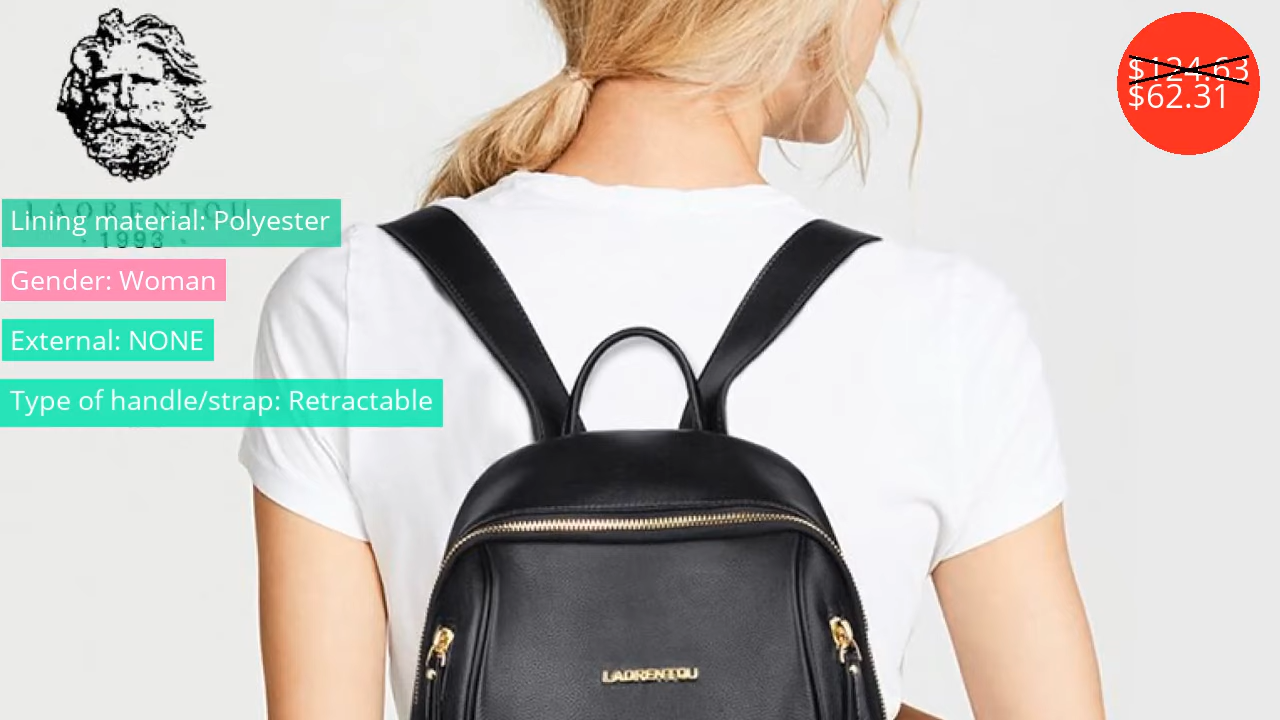 $124.63
$62.31
LAORENTOU
Lining material: Polyester
· 1993 ·
Gender: Woman
External: NONE
Type of handle/strap: Retractable
LAORENTOU